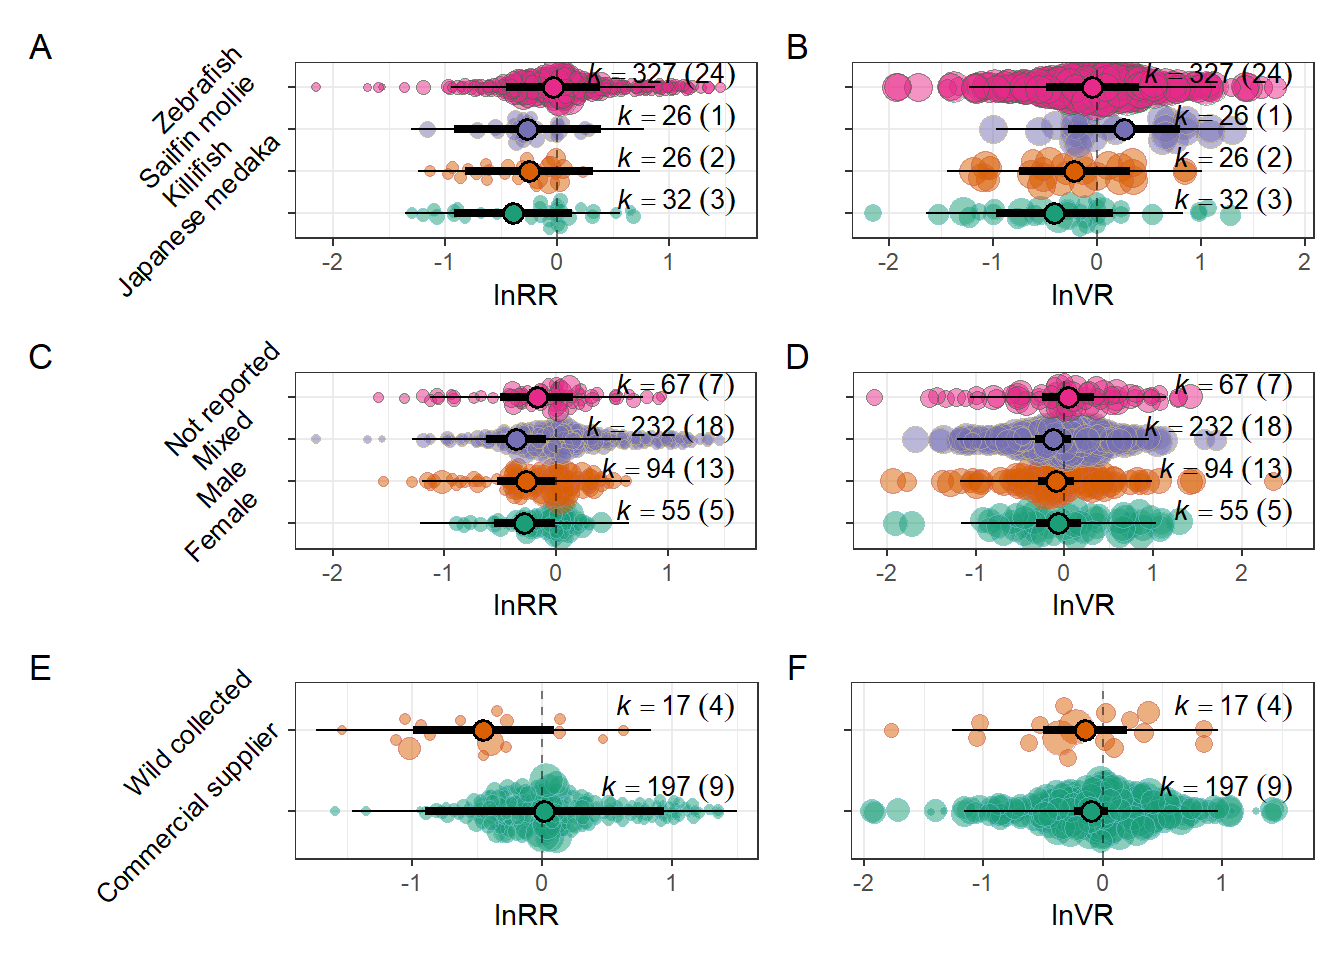 A
B
Zebrafish
Sailfin mollie
Killifish
Japanese medaka
k = 327 (24)
k = 26 (1)
k = 26 (2)
k = 32 (3)
-2 -1 0 1
lnRR
k = 327 (24)
k = 26 (1)
k = 26 (2)
k = 32 (3)
-2 -1 0 1 2
lnVR
C
D
Not reported
Mixed
Male
Female
k = 67 (7)
k = 232 (18)
k = 94 (13)
k = 55 (5)
-2 -1 0 1
lnRR
k = 67 (7)
k = 232 (18)
k = 94 (13)
k = 55 (5)
-2 -1 0 1 2
lnVR
E
F
Wild collected
Commercial supplier
k = 17 (4)
k = 197 (9)
-1 0 1
lnRR
k = 17 (4)
k = 197 (9)
-2 -1 0 1
lnVR